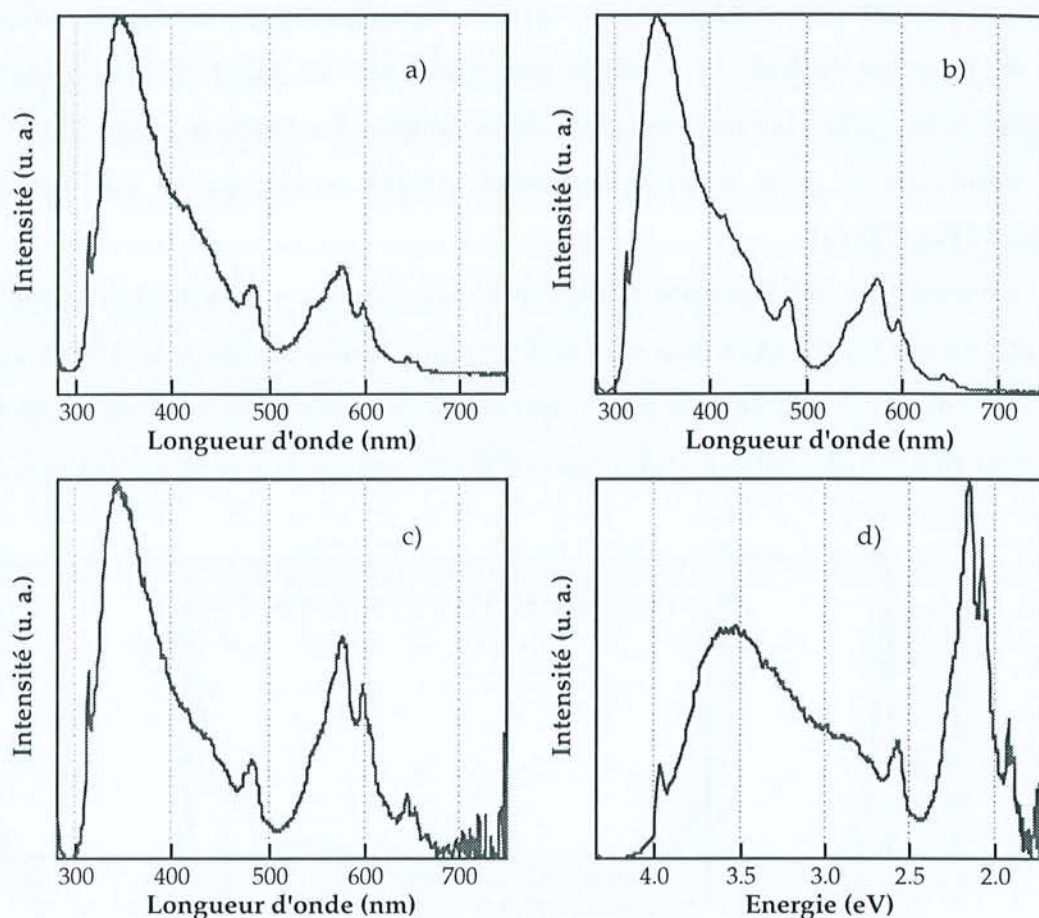 a)
Intensité (u. a.)
300 400 500 600 700
Longueur d'onde (nm)
b)
Intensité (u. a.)
300 400 500 600 700
Longueur d'onde (nm)
c)
Intensité (u. a.)
300 400 500 600 700
Longueur d'onde (nm)
d)
Intensité (u. a.)
4.0 3.5 3.0 2.5 2.0
Energie (eV)